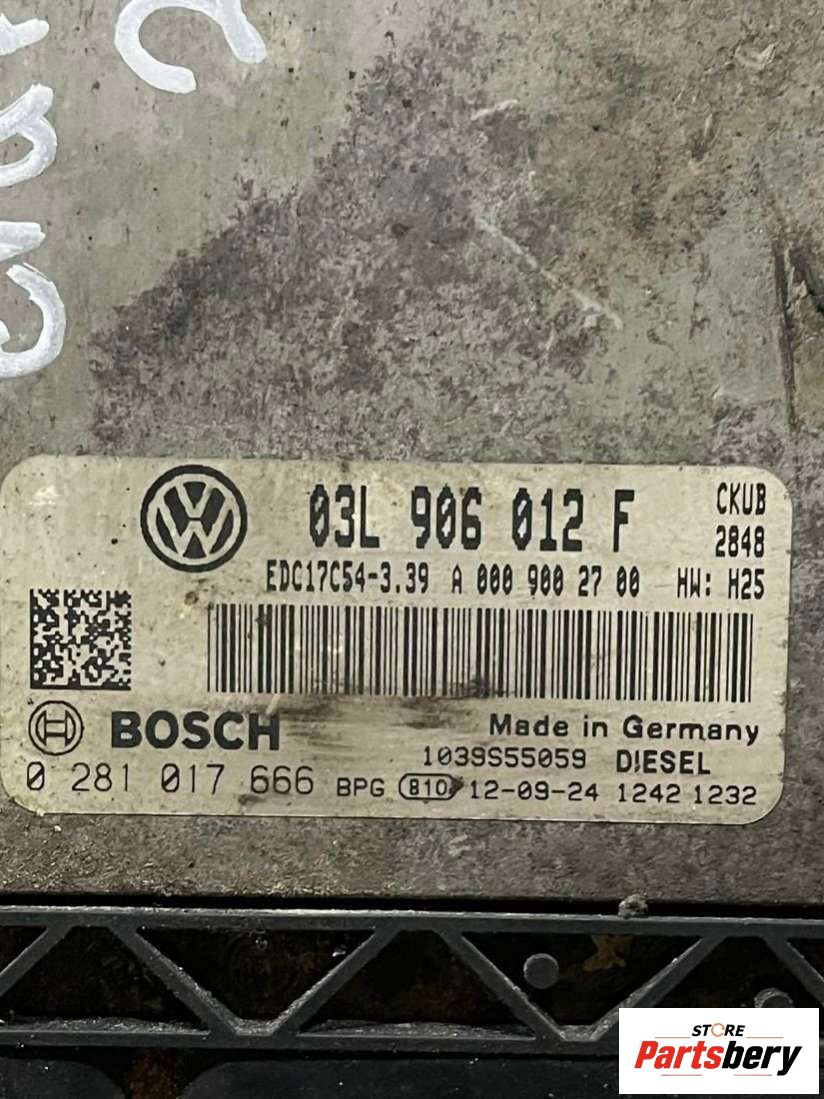 03L 906 012 F
CKUB
2848
EDC17C54-3.39 A 000 900 27 00 HW: H25
BOSCH
Made in Germany
1039S55059 DIESEL
0 281 017 666 BPG 810 12-09-24 1242 1232
STORE
Partsbery